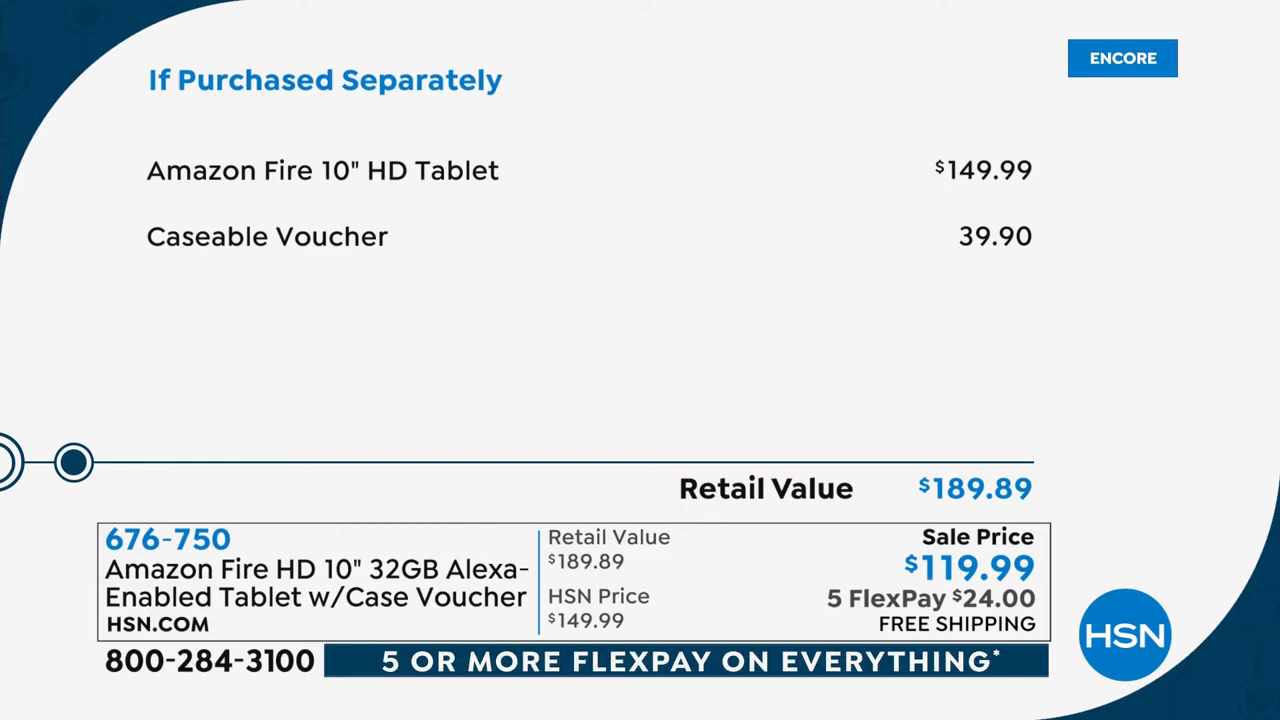 If Purchased Separately
ENCORE
Amazon Fire 10" HD Tablet $149.99
Caseable Voucher 39.90
Retail Value $189.89
676-750
Amazon Fire HD 10" 32GB Alexa-
Enabled Tablet w/Case Voucher
HSN.COM
Retail Value
$189.89
HSN Price
$149.99
Sale Price
$119.99
5 FlexPay $24.00
FREE SHIPPING
HSN
800-284-3100
5 OR MORE FLEXPAY ON EVERYTHING*